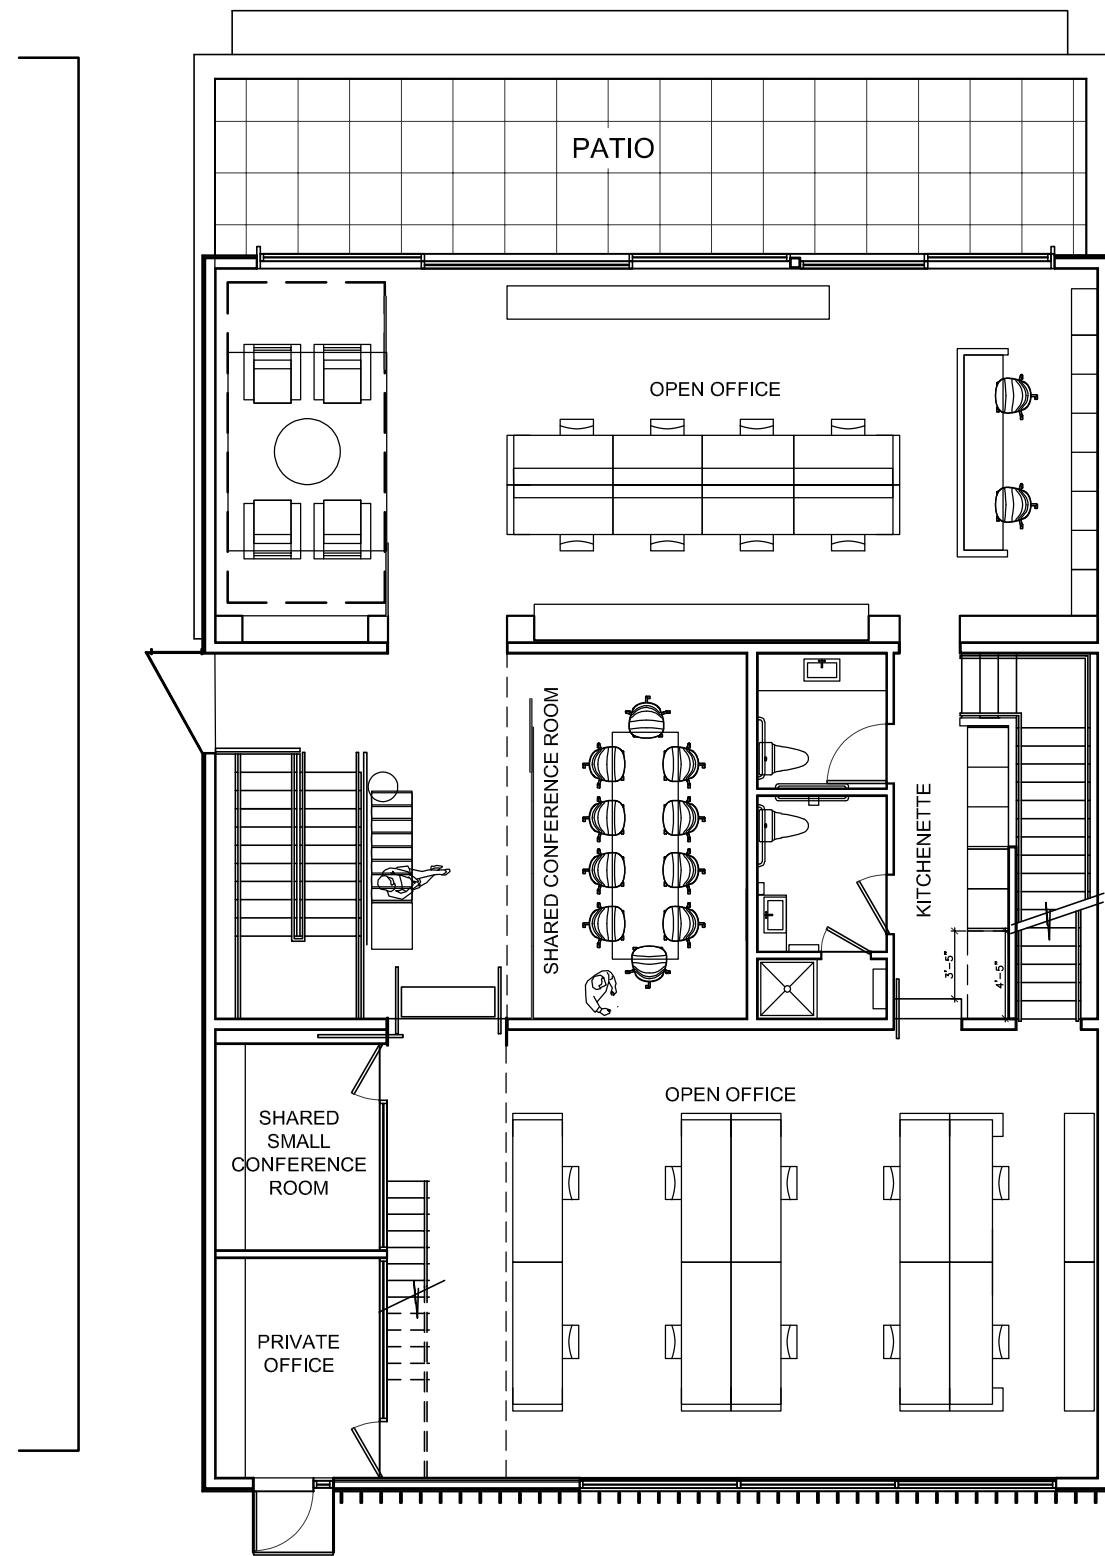 PATIO
OPEN OFFICE
SHARED CONFERENCE ROOM
KITCHENETTE
3'-5"
4'-5"
OPEN OFFICE
SHARED
SMALL
CONFERENCE
ROOM
PRIVATE
OFFICE